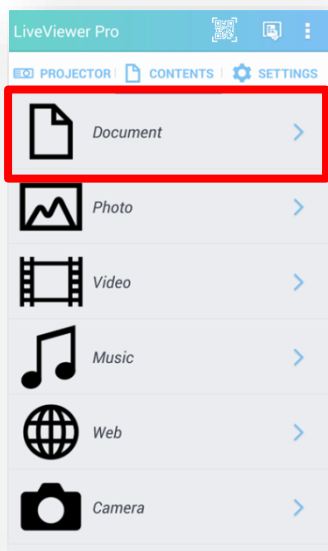 LiveViewer Pro
PROJECTOR CONTENTS SETTINGS
Document
Photo
Video
Music
Web
Camera